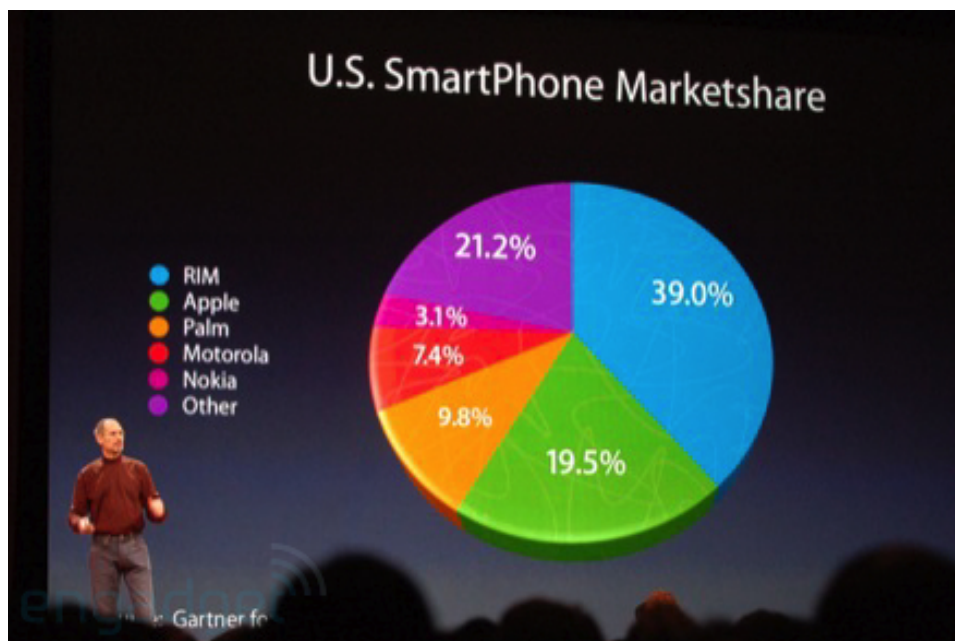 U.S. SmartPhone Marketshare
21.2%
39.0%
RIM
Apple
3.1%
Palm
Motorola
7.4%
Nokia
Other
9.8%
19.5%
engadget
Gartner